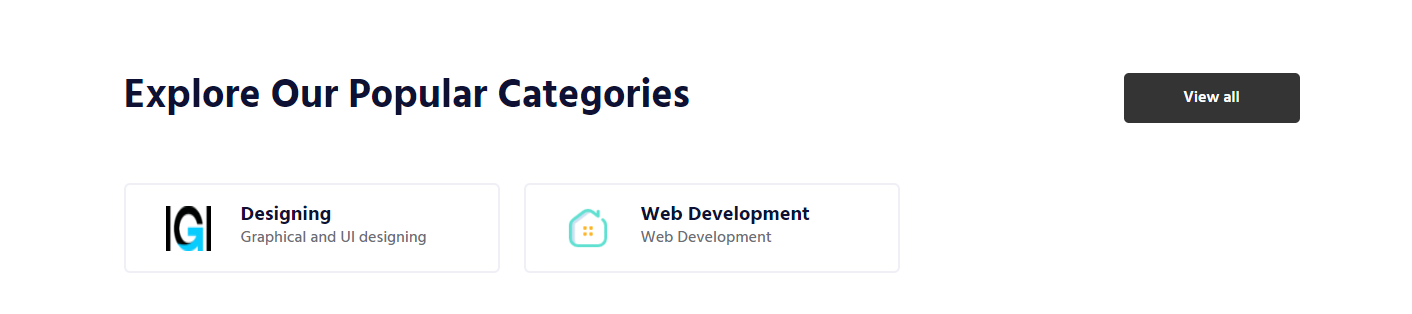 Explore Our Popular Categories
View all
|G|
Designing
Graphical and UI designing
Web Development
Web Development